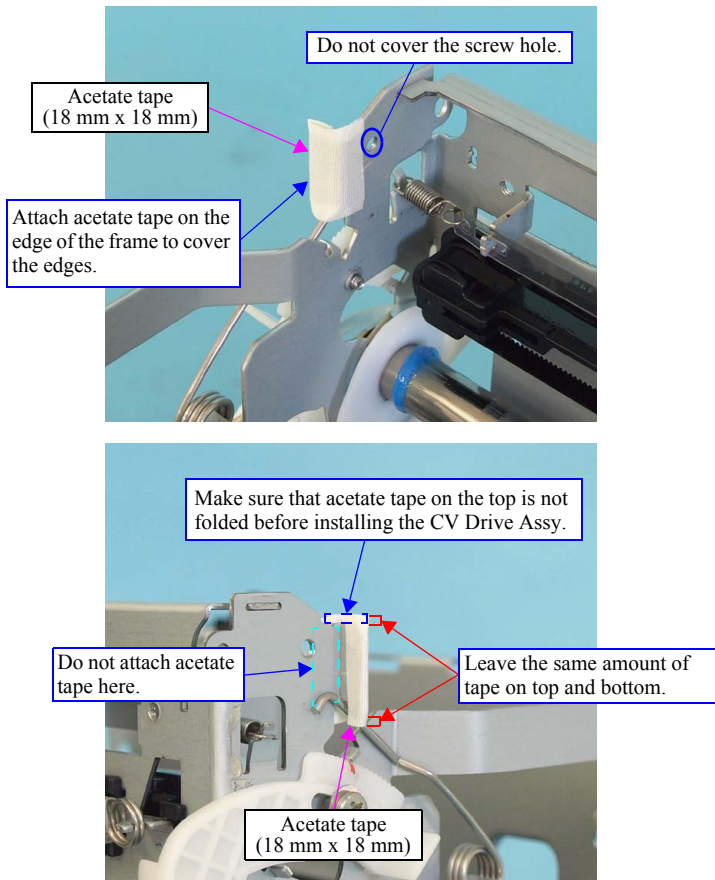 Do not cover the screw hole.
Acetate tape
(18 mm x 18 mm)
Attach acetate tape on the
edge of the frame to cover
the edges.
Make sure that acetate tape on the top is not
folded before installing the CV Drive Assy.
Do not attach acetate
tape here.
Leave the same amount of
tape on top and bottom.
Acetate tape
(18 mm x 18 mm)